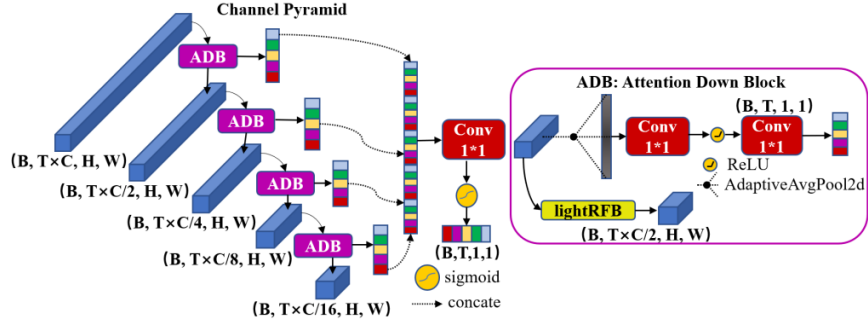 Channel Pyramid
ADB
(B, T×C, H, W)
ADB
(B, T×C/2, H, W)
ADB
(B, T×C/4, H, W)
ADB
(B, T×C/8, H, W)
(B, T×C/16, H, W)
Conv
1*1
(B,T,1,1)
sigmoid
concate
ADB: Attention Down Block
(B, T, 1, 1)
Conv
1*1
Conv
1*1
ReLU
AdaptiveAvgPool2d
lightRFB
(B, T×C/2, H, W)